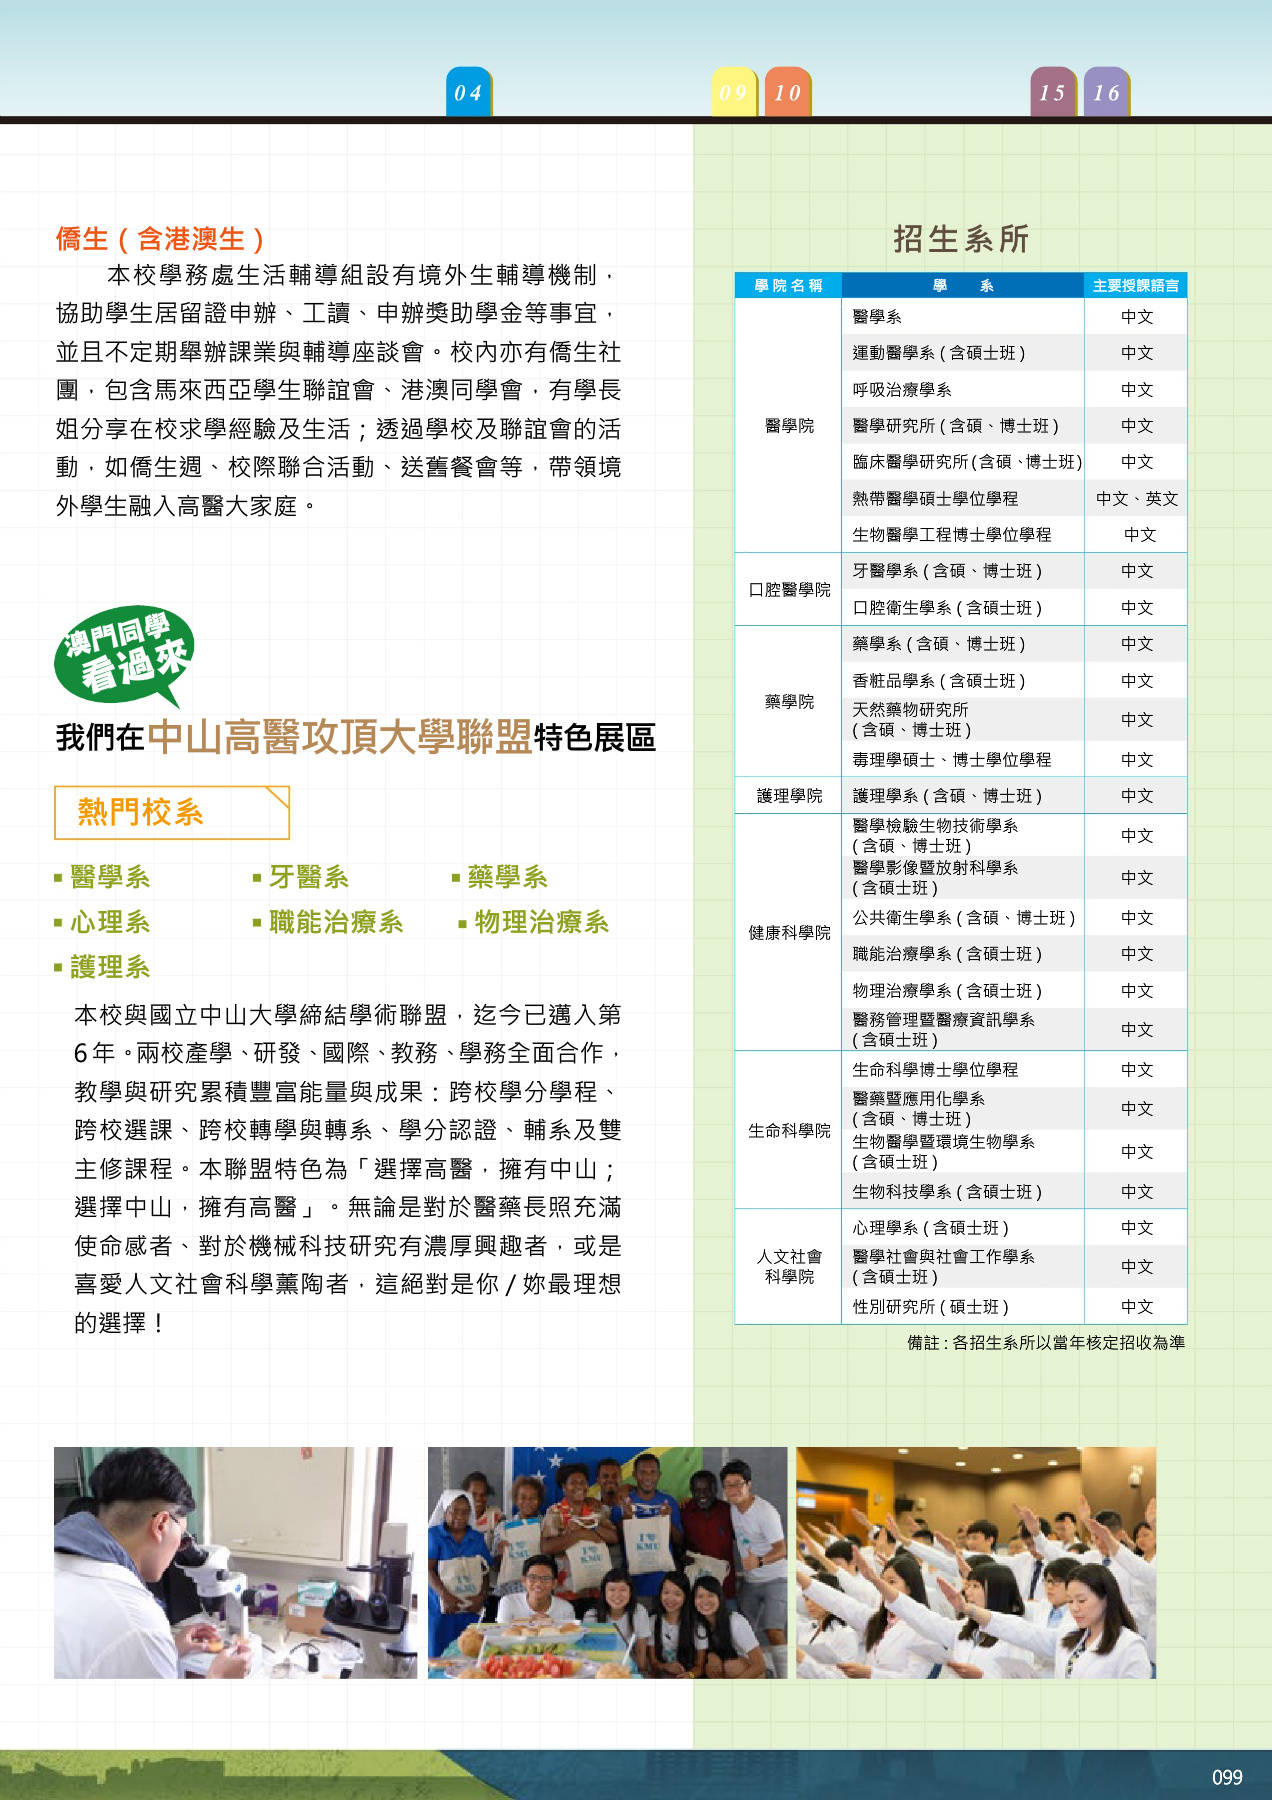 04
09
10
15
16
僑生（含港澳生）
本校學務處生活輔導組設有境外生輔導機制，
協助學生居留證申辦、工讀、申辦獎助學金等事宜，
並且不定期舉辦課業與輔導座談會。校內亦有僑生社
團，包含馬來西亞學生聯誼會、港澳同學會，有學長
姐分享在校求學經驗及生活；透過學校及聯誼會的活
動，如僑生週、校際聯合活動、送舊餐會等，帶領境
外學生融入高醫大家庭。
澳門同學
看過來
我們在中山高醫攻頂大學聯盟特色展區
熱門校系
▪醫學系 ▪牙醫系 ▪藥學系
▪心理系 ▪職能治療系 ▪物理治療系
▪護理系
本校與國立中山大學締結學術聯盟，迄今已邁入第
6年。兩校產學、研發、國際、教務、學務全面合作，
教學與研究累積豐富能量與成果：跨校學分學程、
跨校選課、跨校轉學與轉系、學分認證、輔系及雙
主修課程。本聯盟特色為「選擇高醫，擁有中山；
選擇中山，擁有高醫」。無論是對於醫藥長照充滿
使命感者、對於機械科技研究有濃厚興趣者，或是
喜愛人文社會科學薰陶者，這絕對是你/妳最理想
的選擇！
招生系所
學院名稱 學系 主要授課語言
醫學院
醫學系 中文
運動醫學系(含碩士班) 中文
呼吸治療學系 中文
醫學研究所(含碩、博士班) 中文
臨床醫學研究所(含碩、博士班) 中文
熱帶醫學碩士學位學程 中文、英文
生物醫學工程博士學位學程 中文
口腔醫學院
牙醫學系(含碩、博士班) 中文
口腔衛生學系(含碩士班) 中文
藥學院
藥學系(含碩、博士班) 中文
香粧品學系(含碩士班) 中文
天然藥物研究所
(含碩、博士班) 中文
毒理學碩士、博士學位學程 中文
護理學院 護理學系(含碩、博士班) 中文
健康科學院
醫學檢驗生物技術學系
(含碩、博士班) 中文
醫學影像暨放射科學系
(含碩士班) 中文
公共衛生學系(含碩、博士班) 中文
職能治療學系(含碩士班) 中文
物理治療學系(含碩士班) 中文
醫務管理暨醫療資訊學系
(含碩士班) 中文
生命科學院
生命科學博士學位學程 中文
醫藥暨應用化學系
(含碩、博士班) 中文
生物醫學暨環境生物學系
(含碩士班) 中文
生物科技學系(含碩士班) 中文
人文社會
科學院
心理學系(含碩士班) 中文
醫學社會與社會工作學系
(含碩士班) 中文
性別研究所(碩士班) 中文
備註：各招生系所以當年核定招收為準
I ♥
KMU
099